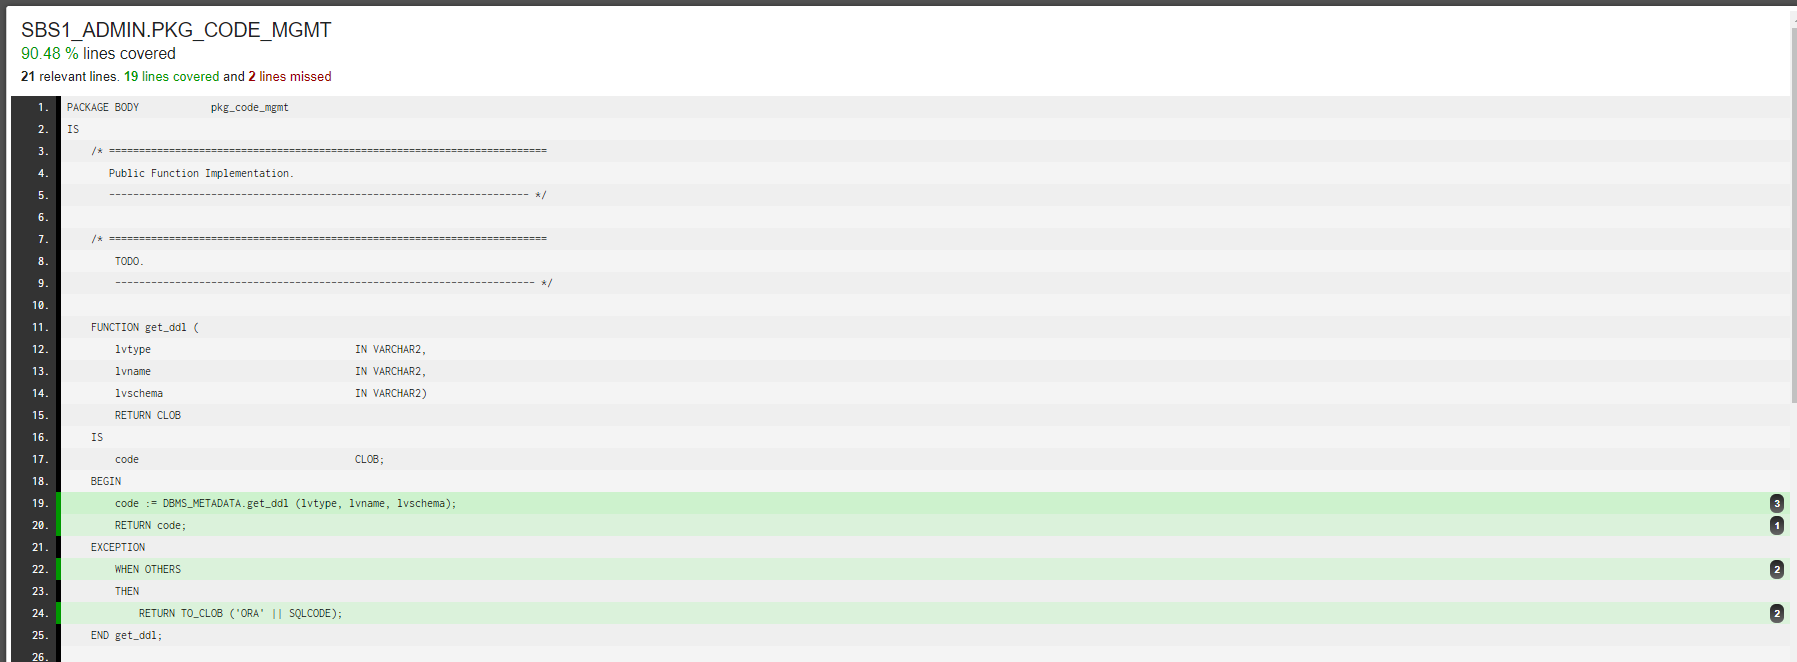 SBS1_ADMIN.PKG_CODE_MGMT
90.48 % lines covered
21 relevant lines. 19 lines covered and 2 lines missed
1. PACKAGE BODY pkg_code_mgmt
2. IS
3. /* =========================================================================
4. Public Function Implementation.
5. ---------------------------------------------------------------------- */
6.
7. /* =========================================================================
8. TODO.
9. ---------------------------------------------------------------------- */
10.
11. FUNCTION get_ddl (
12. lvtype IN VARCHAR2,
13. lvname IN VARCHAR2,
14. lvschema IN VARCHAR2)
15. RETURN CLOB
16. IS
17. code CLOB;
18. BEGIN
19. code := DBMS_METADATA.get_ddl (lvtype, lvname, lvschema); 3
20. RETURN code; 1
21. EXCEPTION
22. WHEN OTHERS 2
23. THEN
24. RETURN TO_CLOB ('ORA' || SQLCODE); 2
25. END get_ddl;
26.